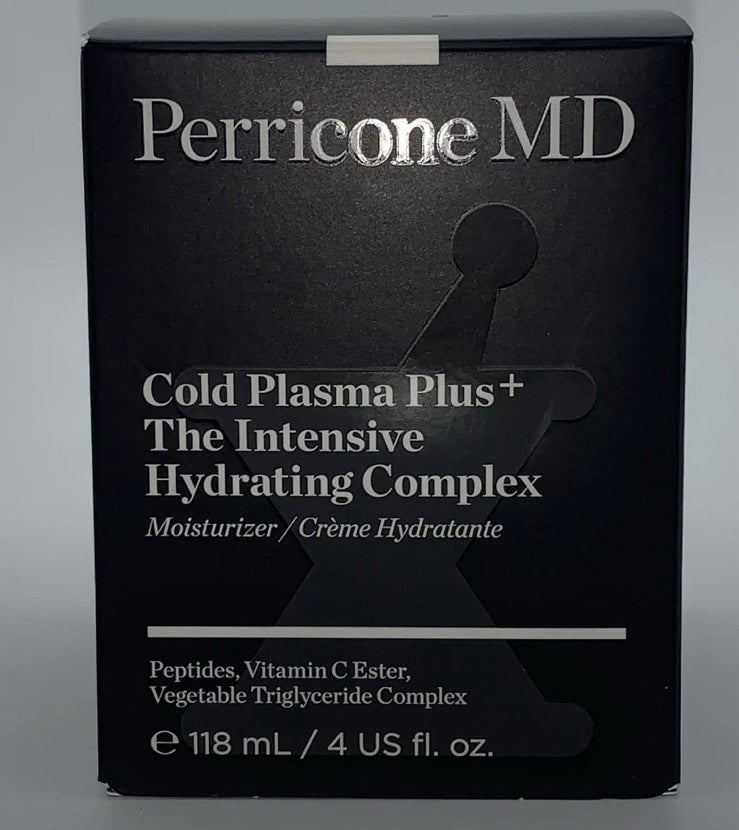 Perricone MD
Cold Plasma Plus+
The Intensive
Hydrating Complex
Moisturizer / Crème Hydratante
Peptides, Vitamin C Ester,
Vegetable Triglyceride Complex
℮ 118 mL / 4 US fl. oz.